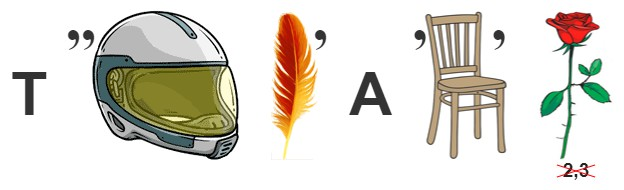 T ,, , A , ,
2,3